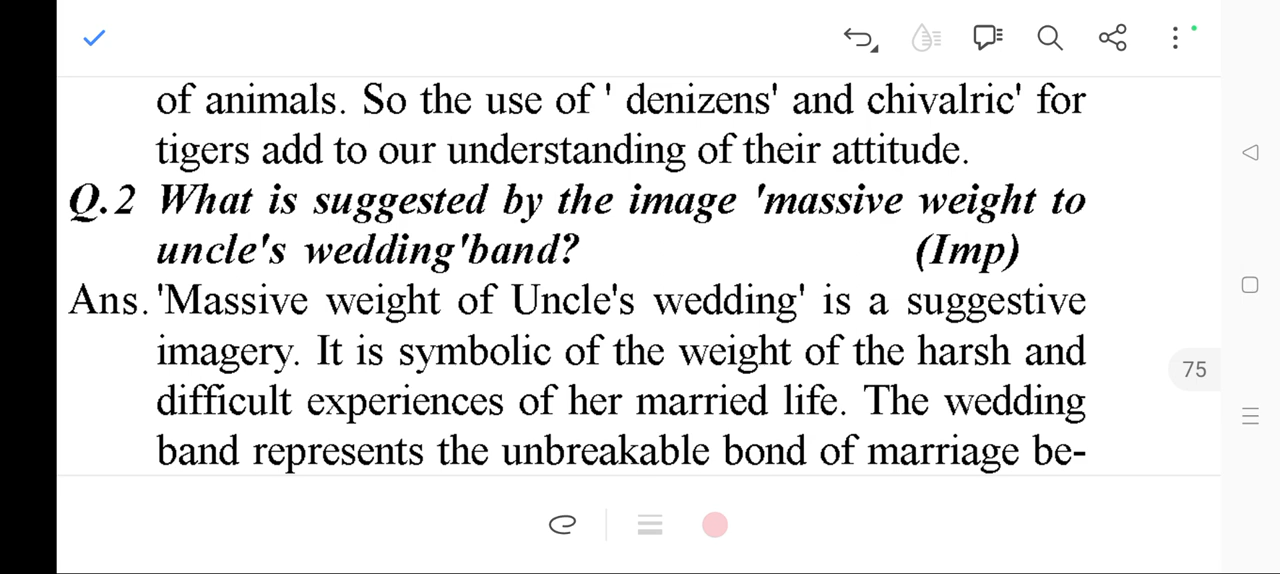 of animals. So the use of ' denizens' and chivalric' for
tigers add to our understanding of their attitude.
Q.2 What is suggested by the image 'massive weight to
uncle's wedding'band? (Imp)
Ans. 'Massive weight of Uncle's wedding' is a suggestive
imagery. It is symbolic of the weight of the harsh and
75
difficult experiences of her married life. The wedding
band represents the unbreakable bond of marriage be-